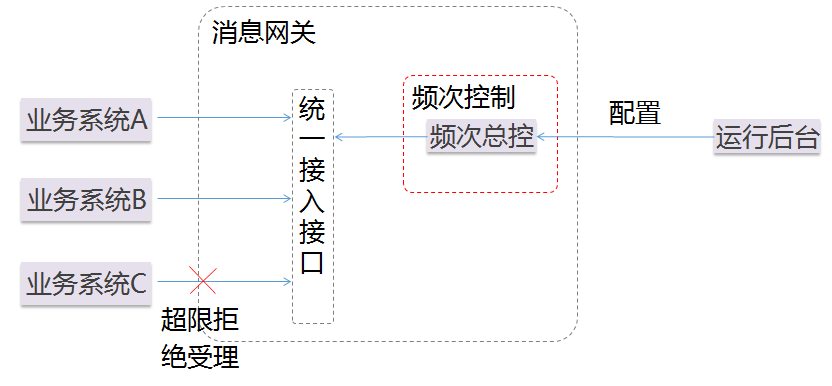 消息网关
频次控制
统一接入接口
业务系统A
频次总控
配置
运行后台
业务系统B
业务系统C
超限拒
绝受理